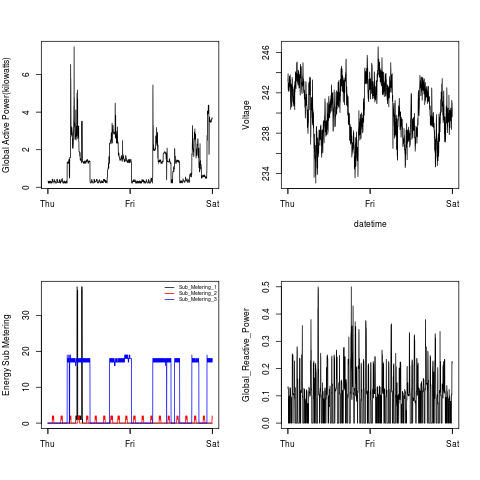 Global Active Power(kilowatts)
0 2 4 6
Thu Fri Sat
Voltage
234 238 242 246
Thu Fri Sat
datetime
Energy Sub Metering
0 10 20 30
Sub_Metering_1
Sub_Metering_2
Sub_Metering_3
Thu Fri Sat
Global_Reactive_Power
0.0 0.1 0.2 0.3 0.4 0.5
Thu Fri Sat